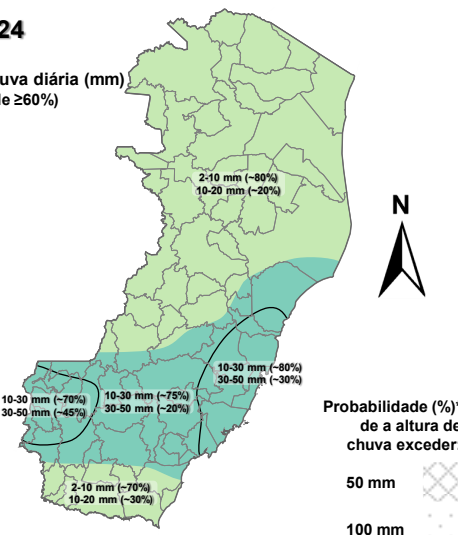 24
uva diária (mm)
de ≥60%)
2-10 mm (~80%)
10-20 mm (~20%)
N
10-30 mm (~80%)
30-50 mm (~30%)
10-30 mm (~70%)
30-50 mm (~45%)
10-30 mm (~75%)
30-50 mm (~20%)
2-10 mm (~70%)
10-20 mm (~30%)
Probabilidade (%)*
de a altura de
chuva exceder:
50 mm
100 mm